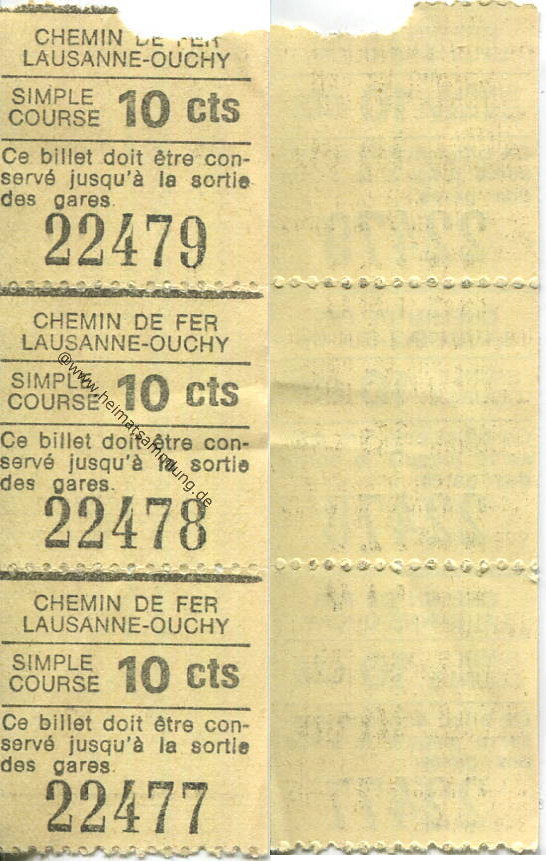 CHEMIN DE FER
LAUSANNE-OUCHY
SIMPLE COURSE 10 cts
Ce billet doit être con-
servé jusqu'à la sortie
des gares.
22479
CHEMIN DE FER
LAUSANNE-OUCHY
SIMPLE COURSE 10 cts
Ce billet doit être con-
servé jusqu'à la sortie
des gares.
22478
CHEMIN DE FER
LAUSANNE-OUCHY
SIMPLE COURSE 10 cts
Ce billet doit être con-
servé jusqu'à la sortie
des gares.
22477
@www.heimatsammlung.de